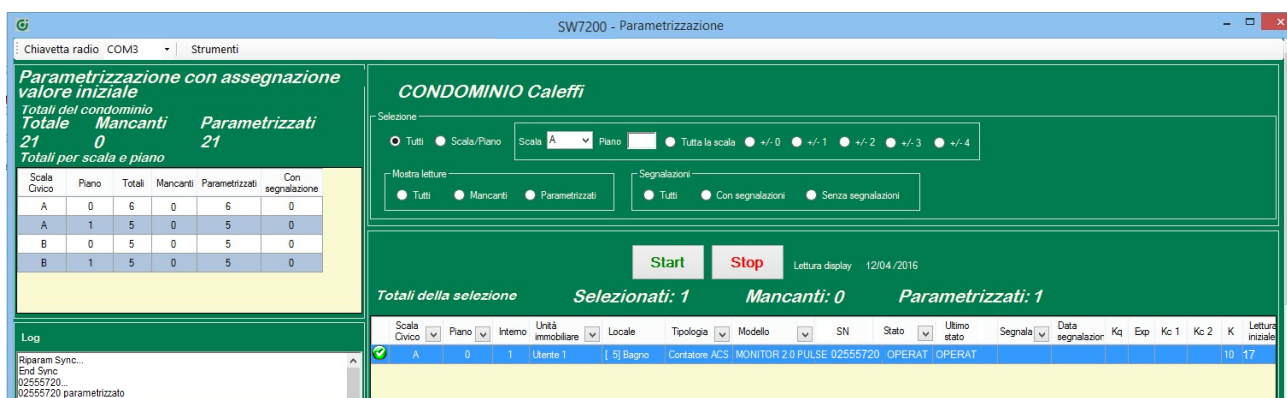 SW7200 - Parametrizzazione
Chiavetta radio COM3 Strumenti
Parametrizzazione con assegnazione
valore iniziale
Totali del condominio
Totale Mancanti Parametrizzati
21 0 21
Totali per scala e piano
Scala Civico Piano Totali Mancanti Parametrizzati Con segnalazione
A 0 6 0 6 0
A 1 5 0 5 0
B 0 5 0 5 0
B 1 5 0 5 0
Log
Riparam Sync...
End Sync
02555720...
02555720 parametrizzato
CONDOMINIO Caleffi
Selezione
Tutti Scala/Piano Scala A Piano Tutta la scala +/- 0 +/- 1 +/- 2 +/- 3 +/- 4
Mostra letture
Tutti Mancanti Parametrizzati
Segnalazioni
Tutti Con segnalazioni Senza segnalazioni
Start Stop Lettura display 12/04 /2016
Totali della selezione Selezionati: 1 Mancanti: 0 Parametrizzati: 1
Scala Civico Piano Interno Unità immobiliare Locale Tipologia Modello SN Stato Ultimo stato Segnala Data segnalazior Kq Exp Kc 1 Kc 2 K Lettura iniziale
A 0 1 Utente 1 [ 5] Bagno Contatore ACS MONITOR 2.0 PULSE 02555720 OPERAT OPERAT 10 17